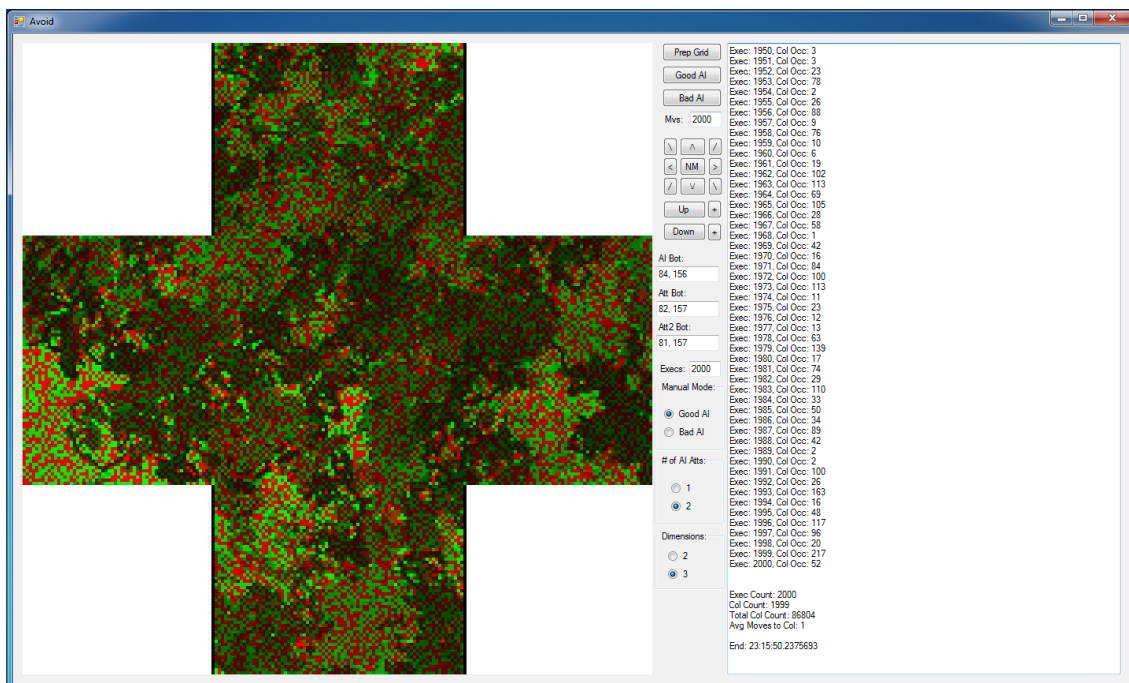 Avoid
Prep Grid
Good AI
Bad AI
Mvs: 2000
\ /\ /
< NM >
/ \/ \
Up +
Down +
AI Bot:
84, 156
Att Bot:
82, 157
Att2 Bot:
81, 157
Execs: 2000
Manual Mode:
Good AI
Bad AI
# of AI Atts:
1
2
Dimensions:
2
3
Exec: 1950, Col Occ: 3
Exec: 1951, Col Occ: 3
Exec: 1952, Col Occ: 23
Exec: 1953, Col Occ: 78
Exec: 1954, Col Occ: 2
Exec: 1955, Col Occ: 26
Exec: 1956, Col Occ: 88
Exec: 1957, Col Occ: 9
Exec: 1958, Col Occ: 76
Exec: 1959, Col Occ: 10
Exec: 1960, Col Occ: 6
Exec: 1961, Col Occ: 19
Exec: 1962, Col Occ: 102
Exec: 1963, Col Occ: 113
Exec: 1964, Col Occ: 69
Exec: 1965, Col Occ: 105
Exec: 1966, Col Occ: 28
Exec: 1967, Col Occ: 58
Exec: 1968, Col Occ: 1
Exec: 1969, Col Occ: 42
Exec: 1970, Col Occ: 16
Exec: 1971, Col Occ: 84
Exec: 1972, Col Occ: 100
Exec: 1973, Col Occ: 113
Exec: 1974, Col Occ: 11
Exec: 1975, Col Occ: 23
Exec: 1976, Col Occ: 12
Exec: 1977, Col Occ: 13
Exec: 1978, Col Occ: 63
Exec: 1979, Col Occ: 139
Exec: 1980, Col Occ: 17
Exec: 1981, Col Occ: 74
Exec: 1982, Col Occ: 29
Exec: 1983, Col Occ: 110
Exec: 1984, Col Occ: 33
Exec: 1985, Col Occ: 50
Exec: 1986, Col Occ: 34
Exec: 1987, Col Occ: 89
Exec: 1988, Col Occ: 42
Exec: 1989, Col Occ: 2
Exec: 1990, Col Occ: 2
Exec: 1991, Col Occ: 100
Exec: 1992, Col Occ: 26
Exec: 1993, Col Occ: 163
Exec: 1994, Col Occ: 16
Exec: 1995, Col Occ: 48
Exec: 1996, Col Occ: 117
Exec: 1997, Col Occ: 96
Exec: 1998, Col Occ: 20
Exec: 1999, Col Occ: 217
Exec: 2000, Col Occ: 52
Exec Count: 2000
Col Count: 1999
Total Col Count: 86804
Avg Moves to Col: 1
End: 23:15:50.2375693